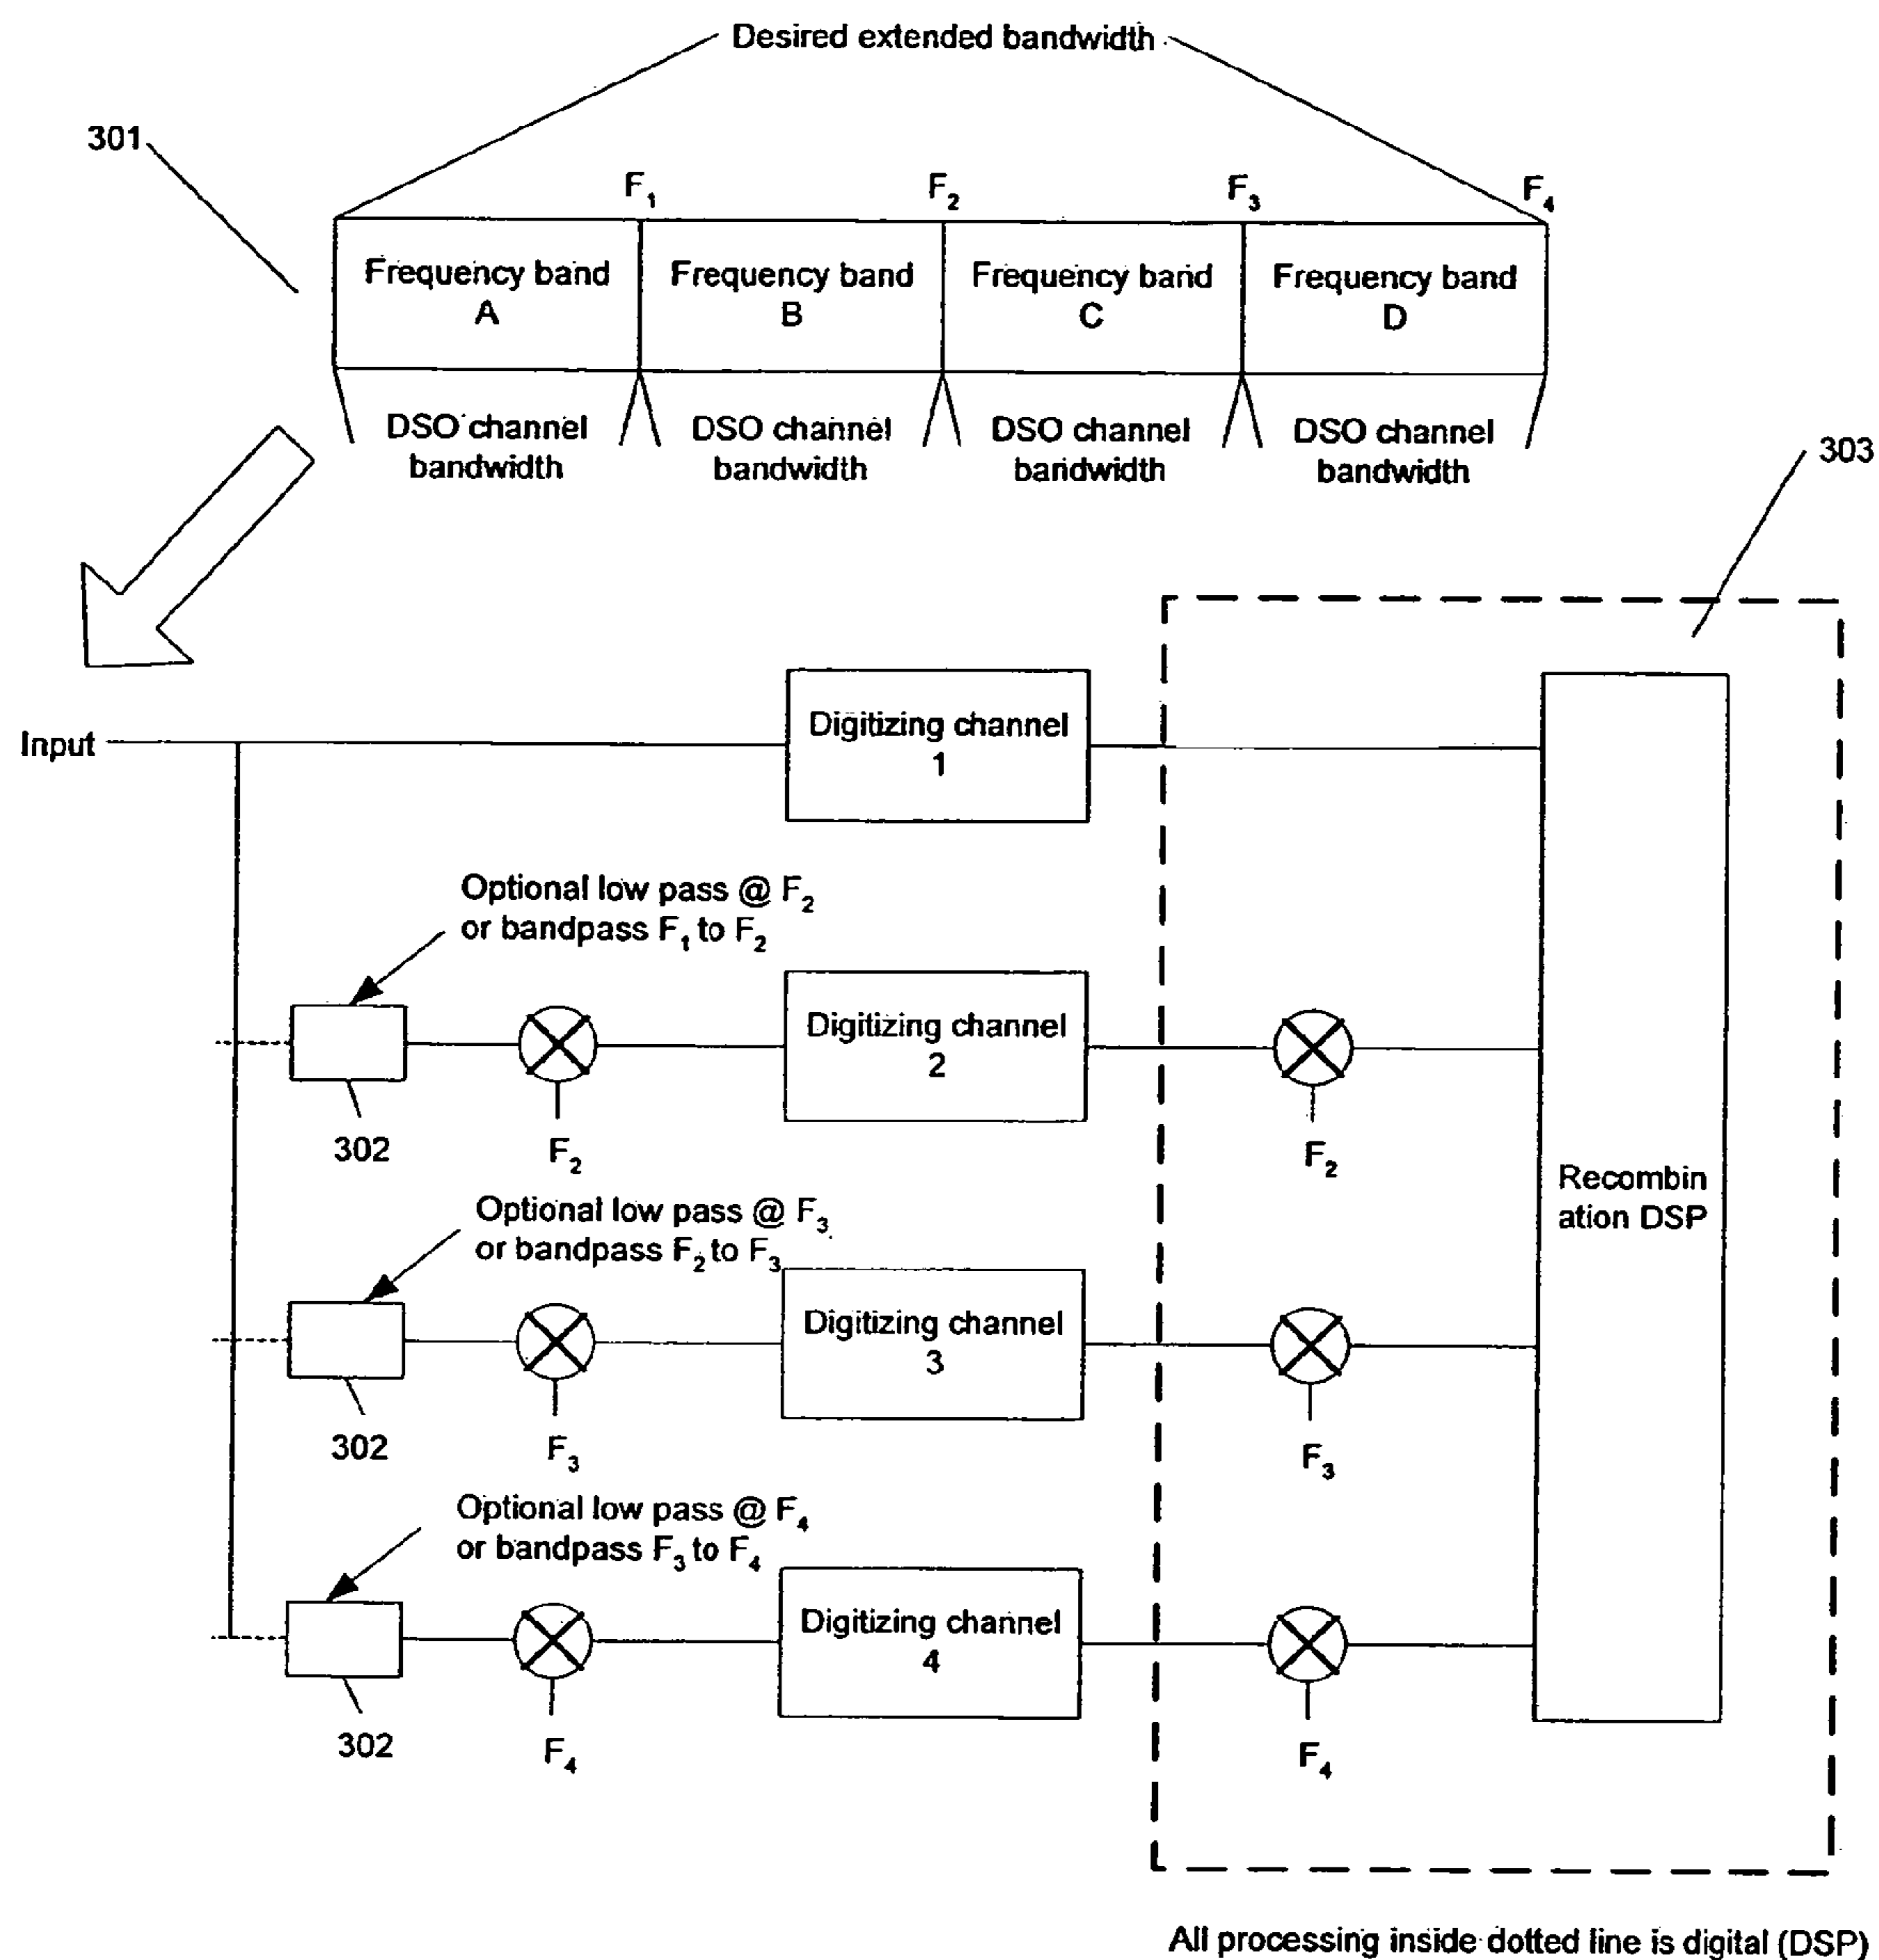 Desired extended bandwidth
301
F₁
F₂
F₃
F₄
Frequency band
A
Frequency band
B
Frequency band
C
Frequency band
D
DSO channel
bandwidth
DSO channel
bandwidth
DSO channel
bandwidth
DSO channel
bandwidth
303
Input
Digitizing channel
1
Optional low pass @ F₂
or bandpass F₁ to F₂
Digitizing channel
2
302
F₂
F₂
Recombin
ation DSP
Optional low pass @ F₃
or bandpass F₂ to F₃
Digitizing channel
3
302
F₃
F₃
Optional low pass @ F₄
or bandpass F₃ to F₄
Digitizing channel
4
302
F₄
F₄
All processing inside dotted line is digital (DSP)